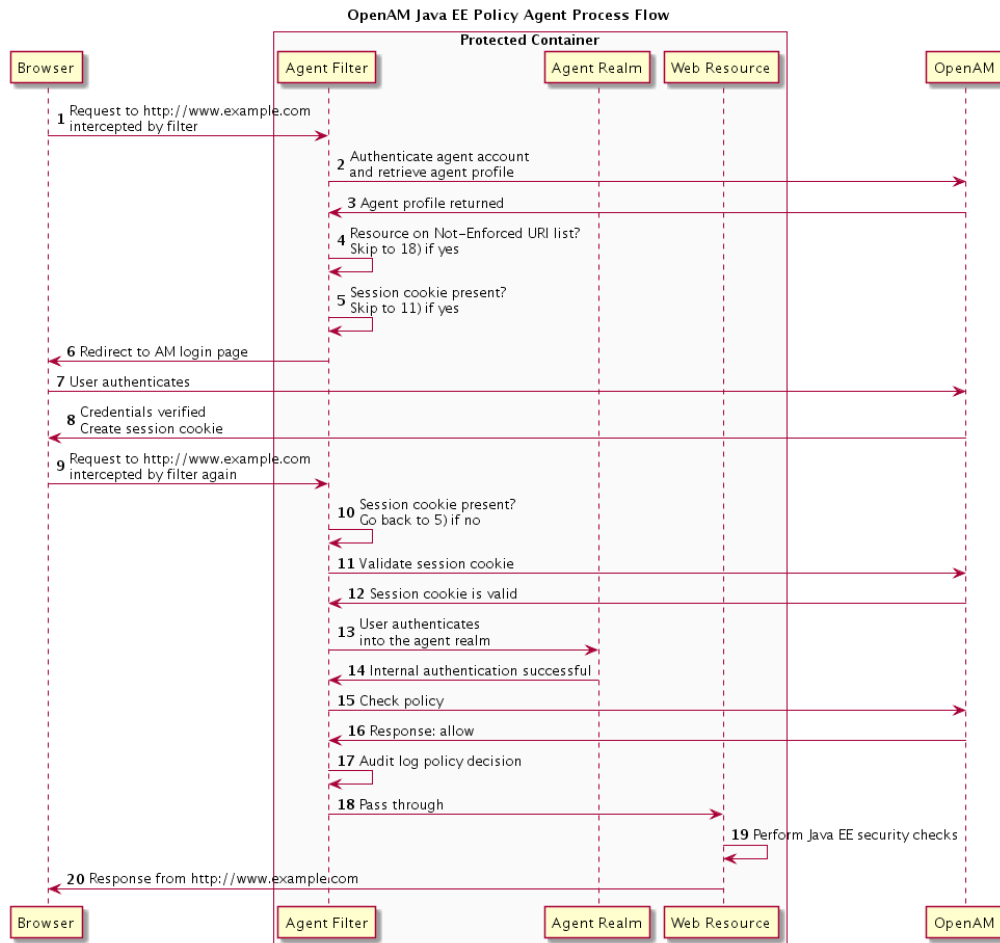 OpenAM Java EE Policy Agent Process Flow
Protected Container
Browser
Agent Filter
Agent Realm
Web Resource
OpenAM
1 Request to http://www.example.com
intercepted by filter
2 Authenticate agent account
and retrieve agent profile
3 Agent profile returned
4 Resource on Not-Enforced URI list?
Skip to 18) if yes
5 Session cookie present?
Skip to 11) if yes
6 Redirect to AM login page
7 User authenticates
8 Credentials verified
Create session cookie
9 Request to http://www.example.com
intercepted by filter again
10 Session cookie present?
Go back to 5) if no
11 Validate session cookie
12 Session cookie is valid
13 User authenticates
into the agent realm
14 Internal authentication successful
15 Check policy
16 Response: allow
17 Audit log policy decision
18 Pass through
19 Perform Java EE security checks
20 Response from http://www.example.com
Browser
Agent Filter
Agent Realm
Web Resource
OpenAM